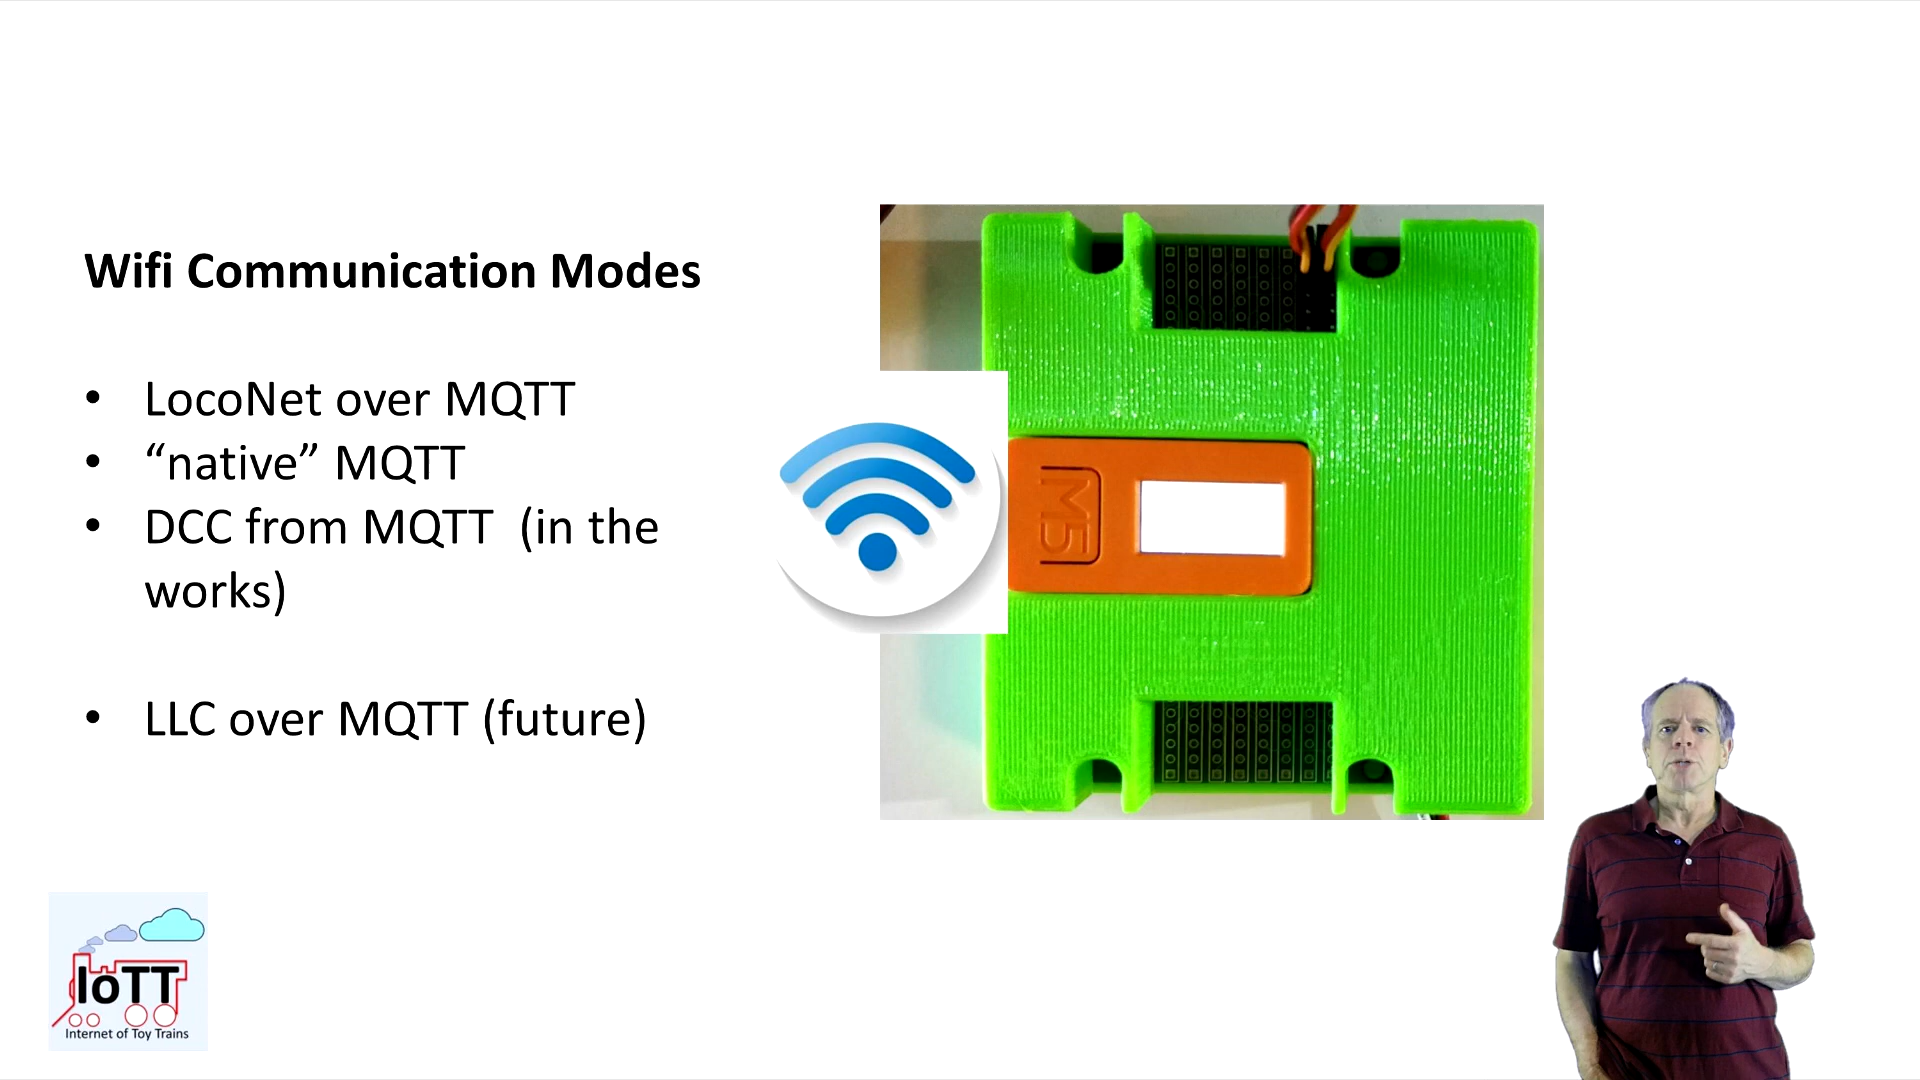 Wifi Communication Modes
• LocoNet over MQTT
• “native” MQTT
• DCC from MQTT (in the
works)
• LLC over MQTT (future)
M5
IoTT
Internet of Toy Trains